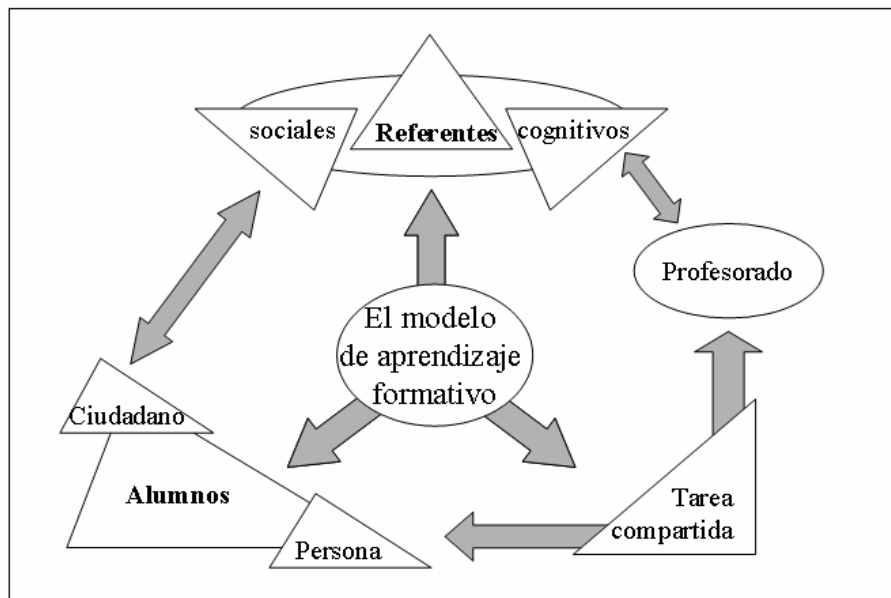 sociales
Referentes
cognitivos
Profesorado
El modelo
de aprendizaje
formativo
Ciudadano
Alumnos
Persona
Tarea
compartida